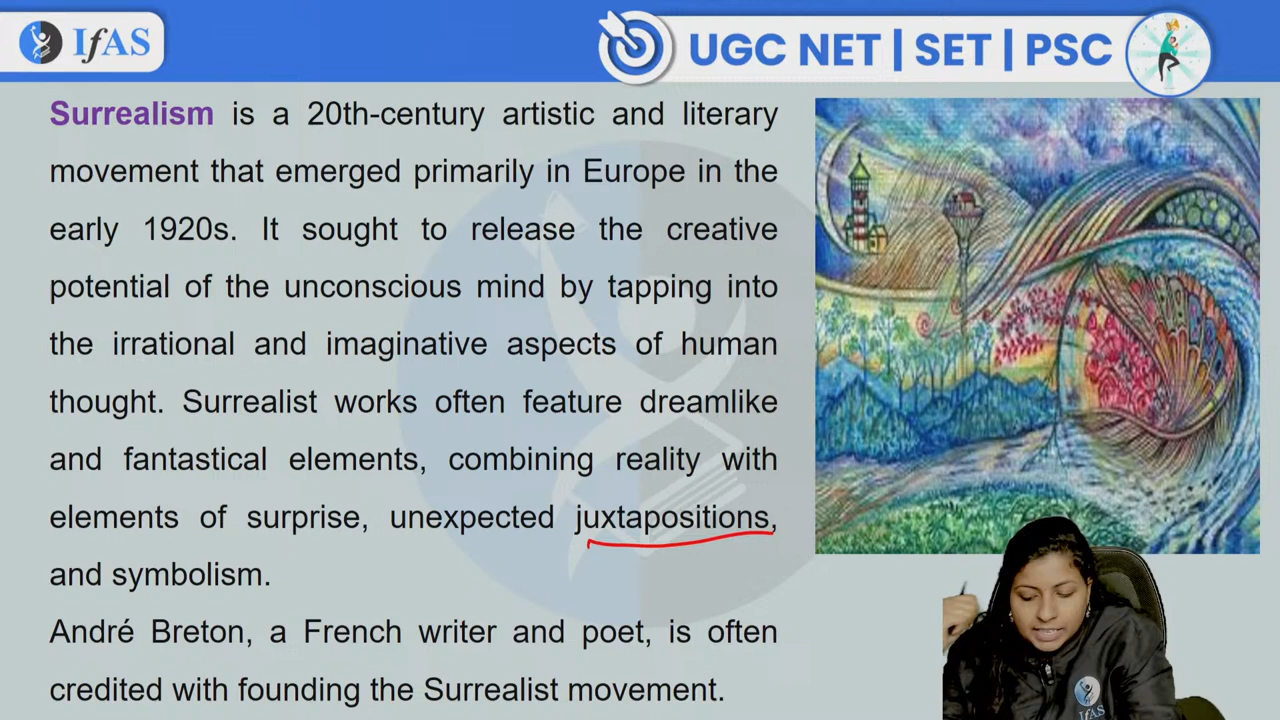 IfAS
UGC NET | SET | PSC
Surrealism is a 20th-century artistic and literary
movement that emerged primarily in Europe in the
early 1920s. It sought to release the creative
potential of the unconscious mind by tapping into
the irrational and imaginative aspects of human
thought. Surrealist works often feature dreamlike
and fantastical elements, combining reality with
elements of surprise, unexpected juxtapositions,
and symbolism.
André Breton, a French writer and poet, is often
credited with founding the Surrealist movement.
IfAS